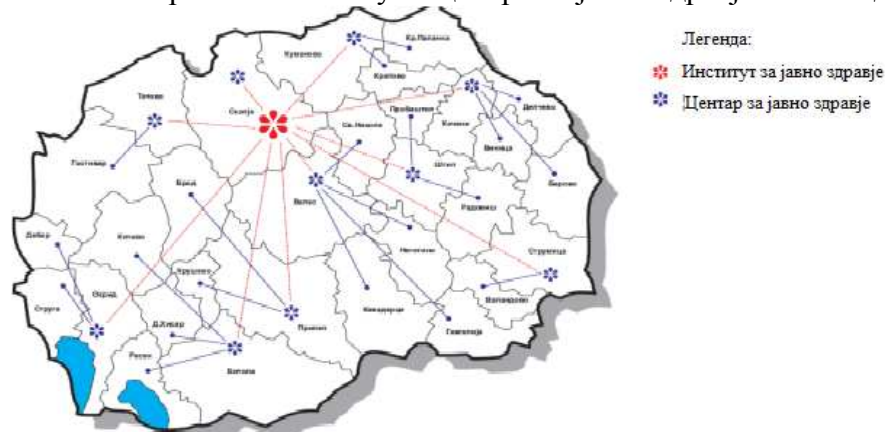 Легенда:
Институт за јавно здравје
Центар за јавно здравје
Куманово
Кр.Паланка
Кратово
Тетово
Скопје
Пробиштип
Делчево
Кочани
Св.Николе
Виница
Гостивар
Штип
Берово
Брод
Велес
Радовиш
Дебар
Кичево
Неготино
Струмица
Крушево
Охрид
Валандово
Струга
Кавадарци
Д.Хисар
Прилеп
Гевгелија
Ресен
Битола